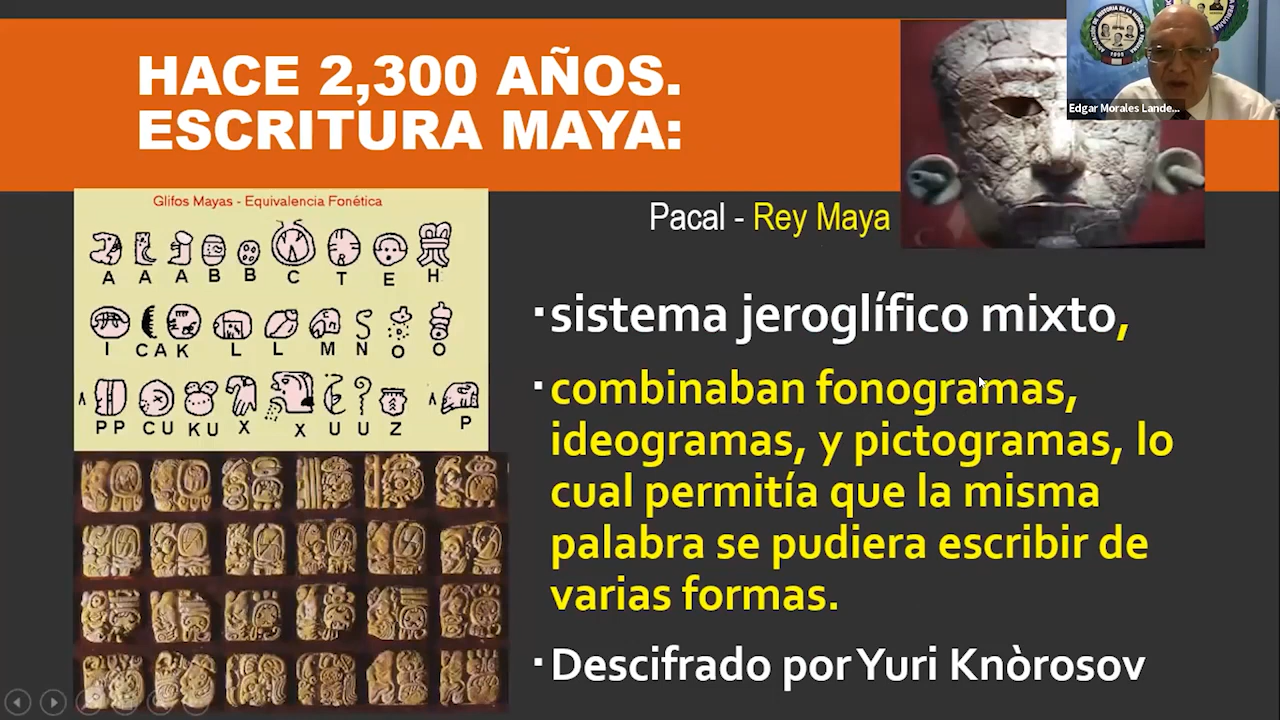 HACE 2,300 AÑOS.
ESCRITURA MAYA:
Edgar Morales Lande...
Glifos Mayas - Equivalencia Fonética
A A A B B C T E H
I CAK L L M N O O
PP CU KU X X U U Z P
Pacal - Rey Maya
▪sistema jeroglífico mixto,
▪combinaban fonogramas,
ideogramas, y pictogramas, lo
cual permitía que la misma
palabra se pudiera escribir de
varias formas.
▪Descifrado por Yuri Knòrosov